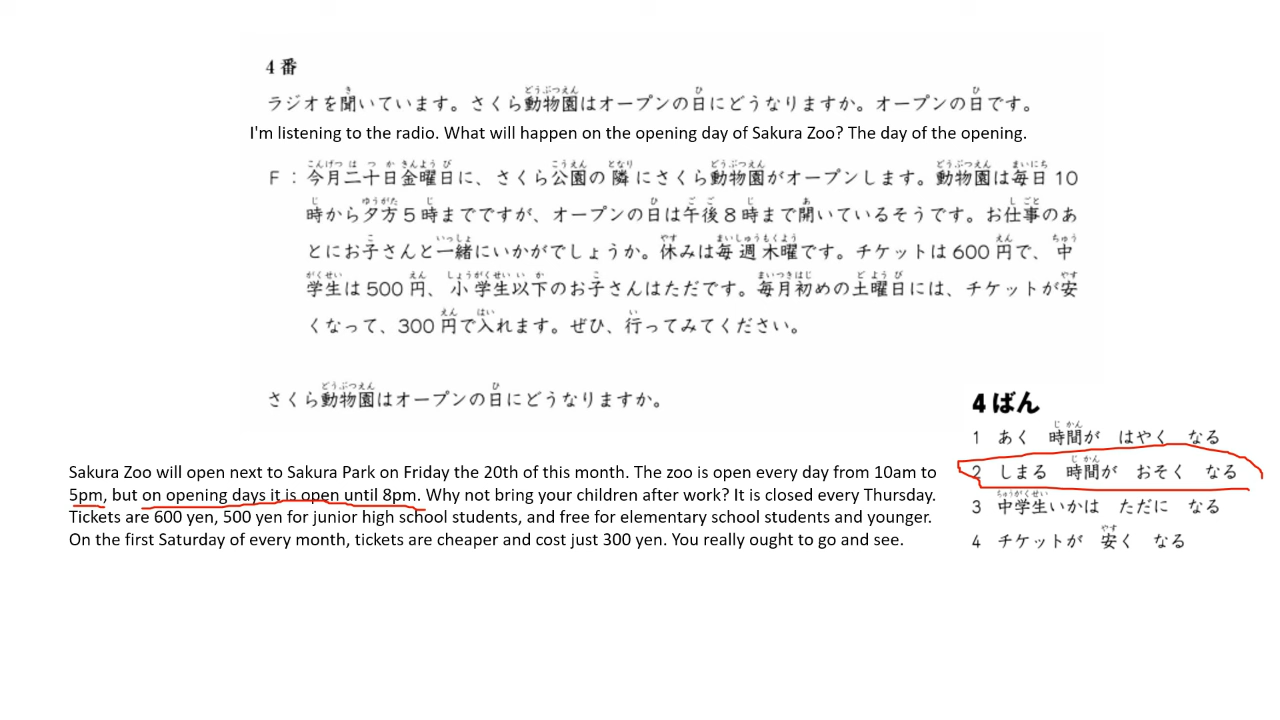 4番
ラジオを聞いています。さくら動物園はオープンの日にどうなりますか。オープンの日です。
I'm listening to the radio. What will happen on the opening day of Sakura Zoo? The day of the opening.
F：今月二十日金曜日に、さくら公園の隣にさくら動物園がオープンします。動物園は毎日10
時から夕方5時までですが、オープンの日は午後8時まで開いているそうです。お仕事のあ
とにお子さんと一緒にいかがでしょうか。休みは毎週木曜です。チケットは600円で、中
学生は500円、小学生以下のお子さんはただです。毎月初めの土曜日には、チケットが安
くなって、300円で入れます。ぜひ、行ってみてください。
さくら動物園はオープンの日にどうなりますか。
Sakura Zoo will open next to Sakura Park on Friday the 20th of this month. The zoo is open every day from 10am to
5pm, but on opening days it is open until 8pm. Why not bring your children after work? It is closed every Thursday.
Tickets are 600 yen, 500 yen for junior high school students, and free for elementary school students and younger.
On the first Saturday of every month, tickets are cheaper and cost just 300 yen. You really ought to go and see.
4ばん
1 あく 時間が はやく なる
2 しまる 時間が おそく なる
3 中学生いかは ただに なる
4 チケットが 安く なる